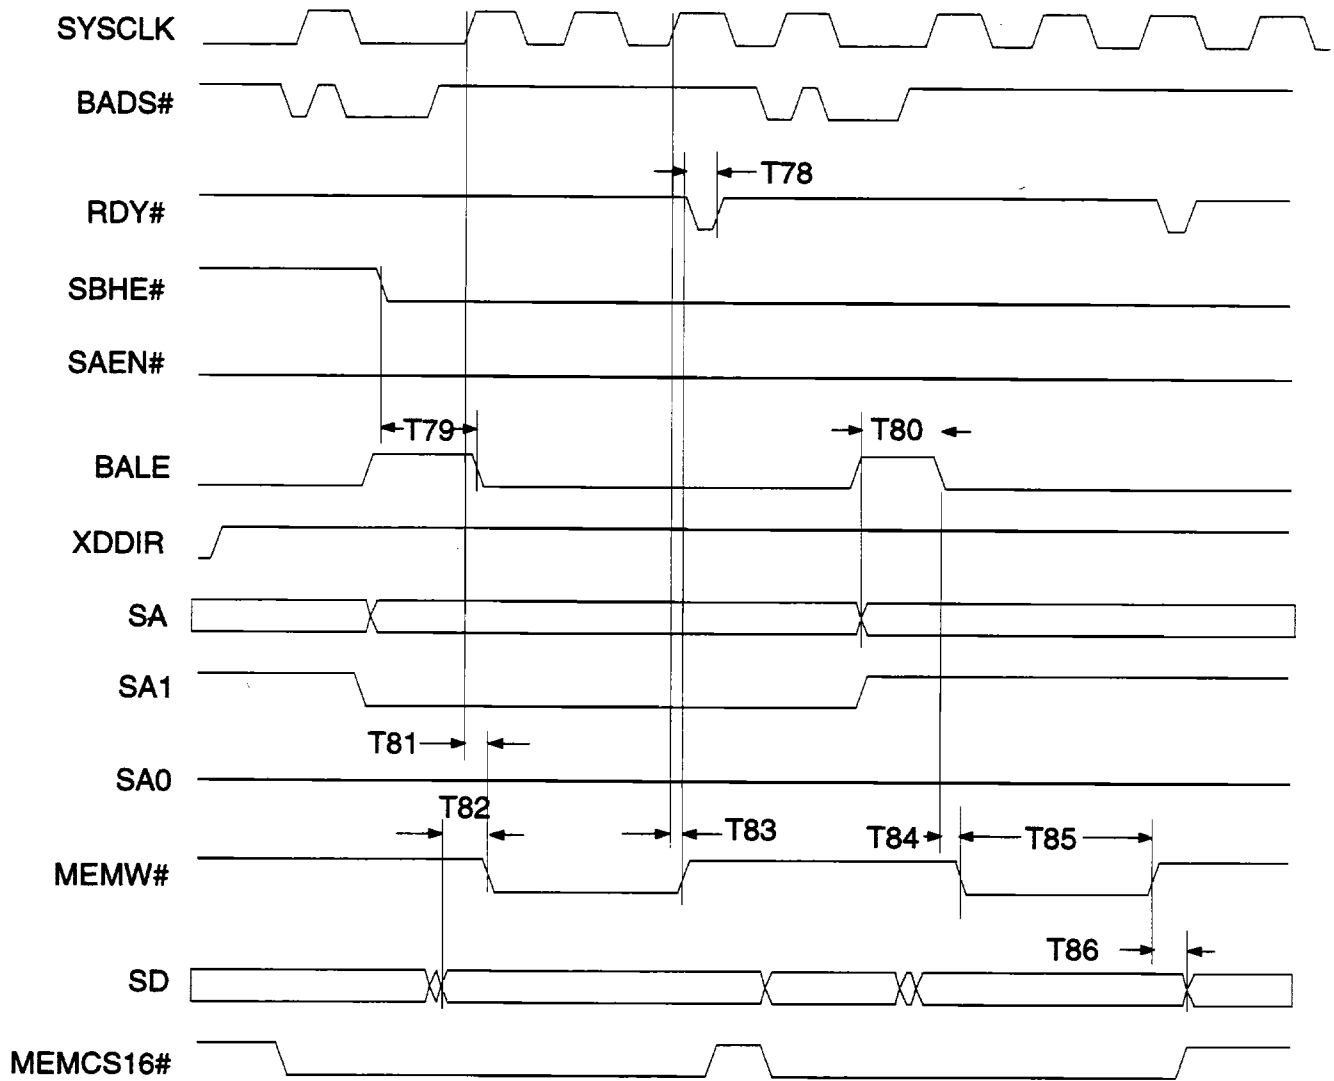 SYSCLK
BADS#
T78
RDY#
SBHE#
SAEN#
T79
T80
BALE
XDDIR
SA
SA1
T81
SA0
T82
T83
T84
T85
MEMW#
T86
SD
MEMCS16#